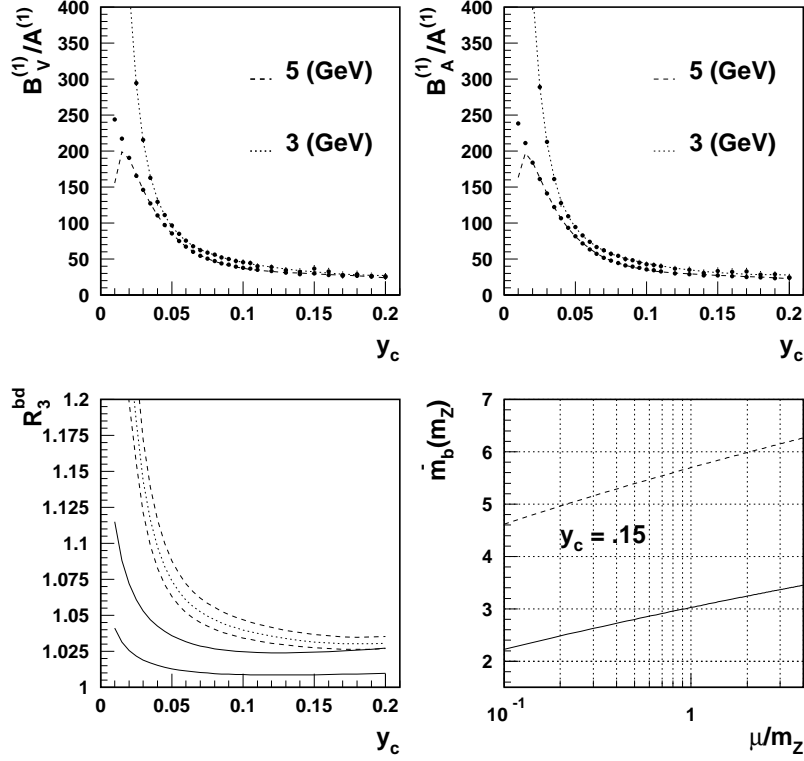 B_V^(1)/A^(1)
400
350
300
250
200
150
100
50
0
5 (GeV)
3 (GeV)
0 0.05 0.1 0.15 0.2
y_c
B_A^(1)/A^(1)
400
350
300
250
200
150
100
50
0
5 (GeV)
3 (GeV)
0 0.05 0.1 0.15 0.2
y_c
R_3^bd
1.2
1.175
1.15
1.125
1.1
1.075
1.05
1.025
1
0 0.05 0.1 0.15 0.2
y_c
m̄_b(m_Z)
7
6
5
4
3
2
y_c = .15
10^-1 1
μ/m_Z